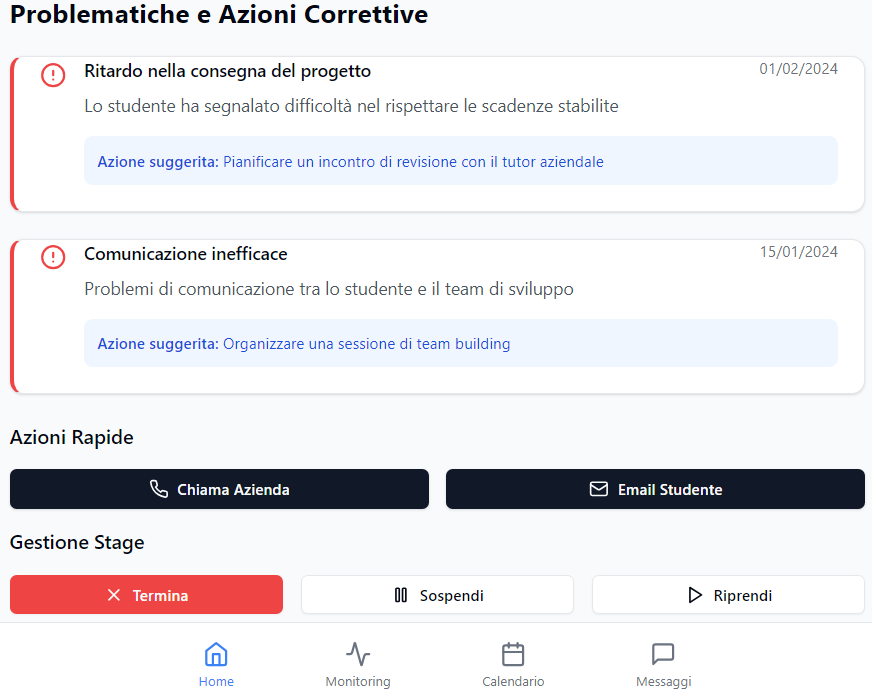 Problematiche e Azioni Correttive
Ritardo nella consegna del progetto
01/02/2024
Lo studente ha segnalato difficoltà nel rispettare le scadenze stabilite
Azione suggerita: Pianificare un incontro di revisione con il tutor aziendale
Comunicazione inefficace
15/01/2024
Problemi di comunicazione tra lo studente e il team di sviluppo
Azione suggerita: Organizzare una sessione di team building
Azioni Rapide
Chiama Azienda
Email Studente
Gestione Stage
Termina
Sospendi
Riprendi
Home
Monitoring
Calendario
Messaggi